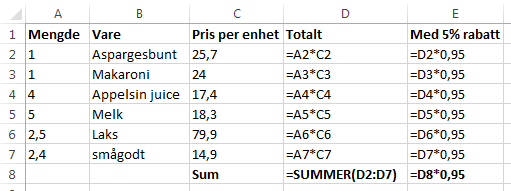 A B C D E
1 Mengde Vare Pris per enhet Totalt Med 5% rabatt
2 1 Aspargesbunt 25,7 =A2*C2 =D2*0,95
3 1 Makaroni 24 =A3*C3 =D3*0,95
4 4 Appelsin juice 17,4 =A4*C4 =D4*0,95
5 5 Melk 18,3 =A5*C5 =D5*0,95
6 2,5 Laks 79,9 =A6*C6 =D6*0,95
7 2,4 smågodt 14,9 =A7*C7 =D7*0,95
8 Sum =SUMMER(D2:D7) =D8*0,95